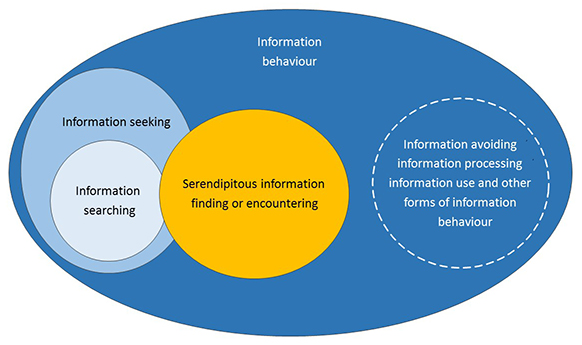 Information
behaviour
Information seeking
Information
searching
Serendipitous information
finding or encountering
Information avoiding
information processing
information use and other
forms of information
behaviour